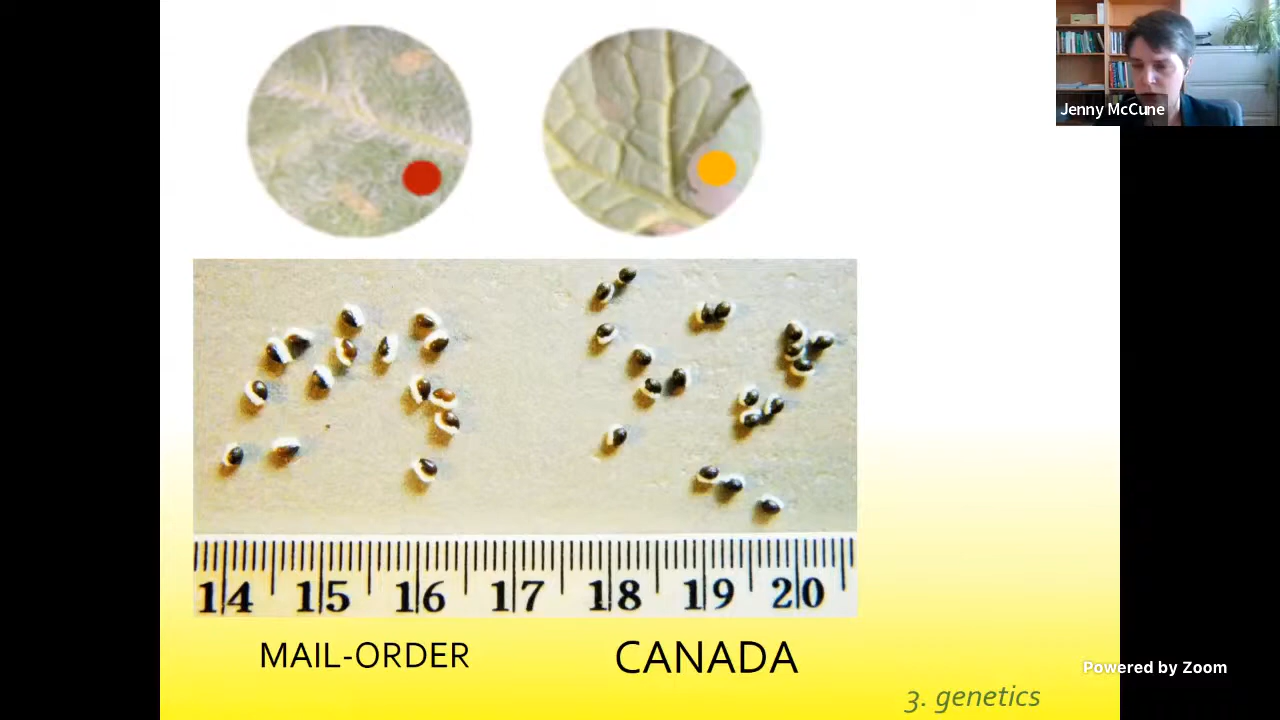 Jenny McCune
14 15 16 17 18 19 20
MAIL-ORDER
CANADA
Powered by Zoom
3. genetics